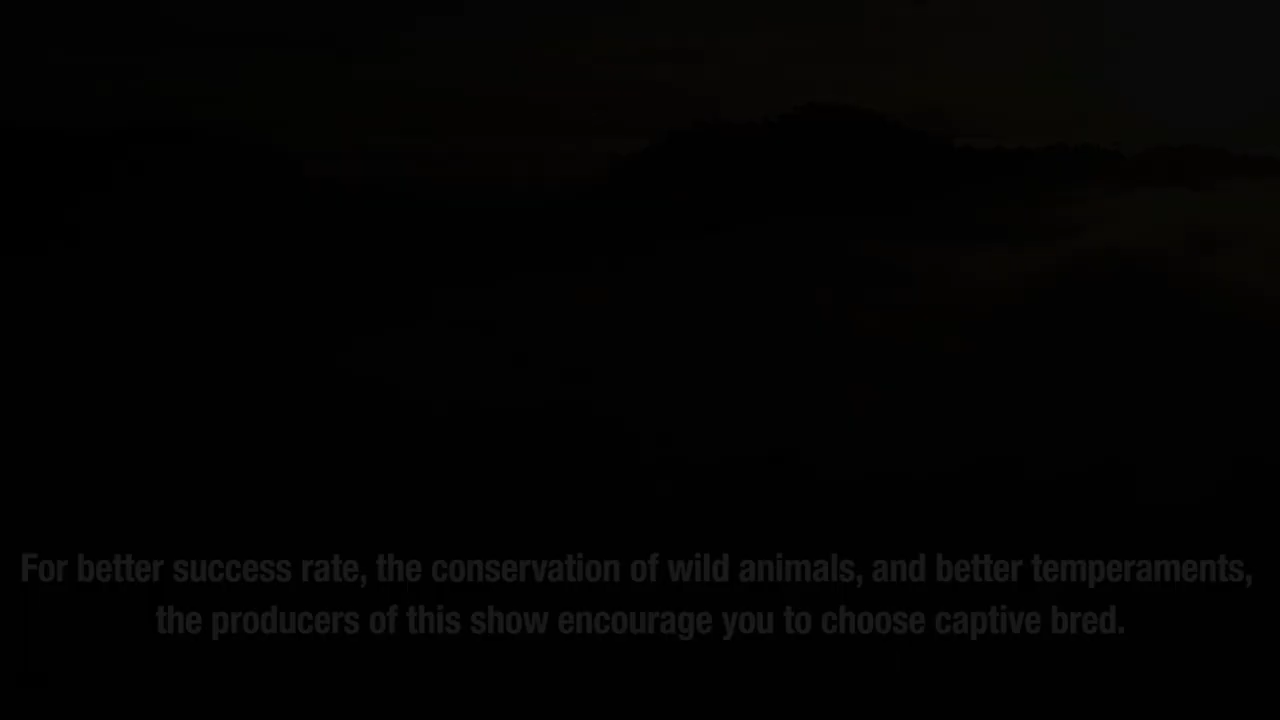 For better success rate, the conservation of wild animals, and better temperaments,
the producers of this show encourage you to choose captive bred.